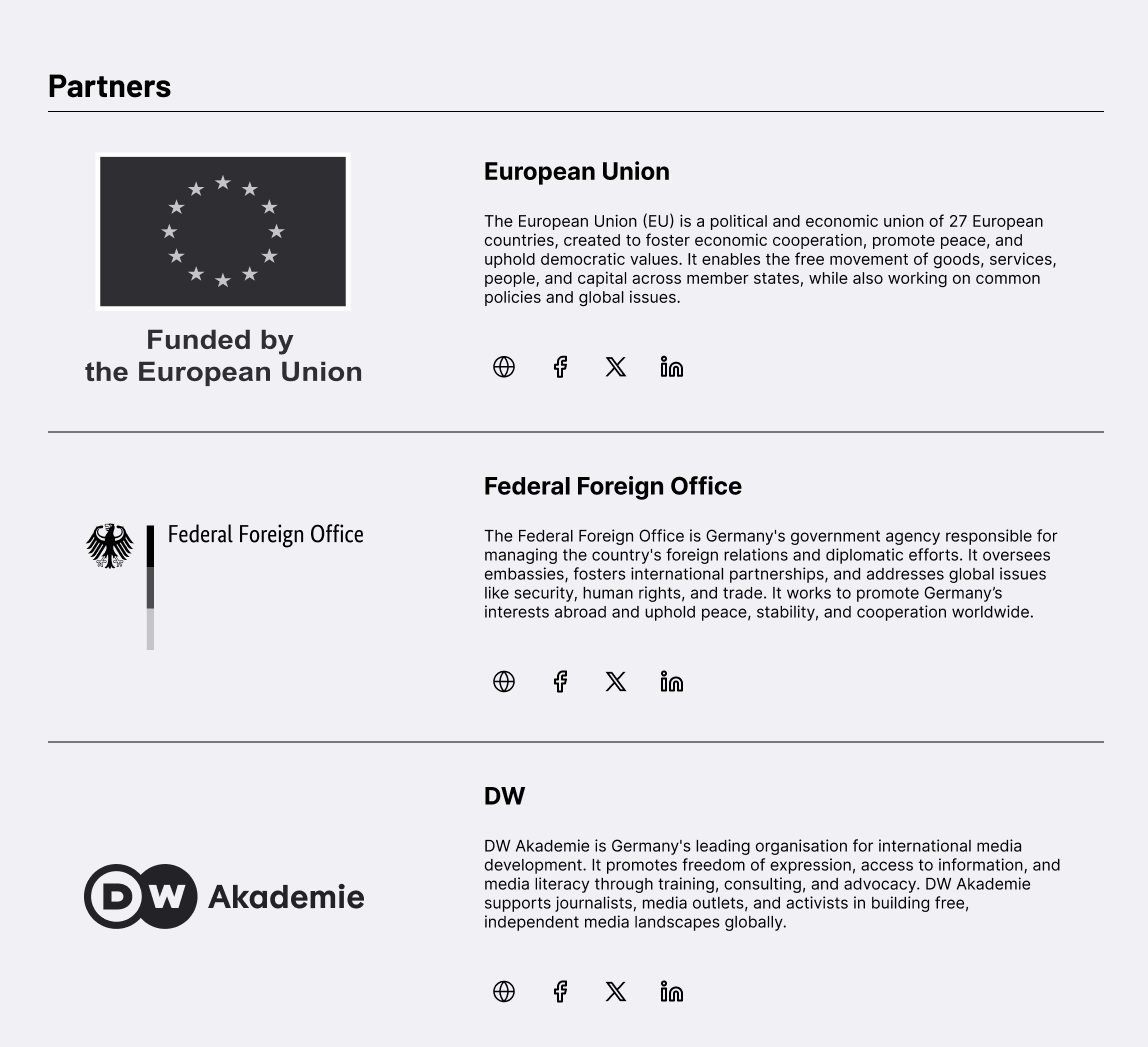 Partners
Funded by
the European Union
European Union
The European Union (EU) is a political and economic union of 27 European
countries, created to foster economic cooperation, promote peace, and
uphold democratic values. It enables the free movement of goods, services,
people, and capital across member states, while also working on common
policies and global issues.
Federal Foreign Office
Federal Foreign Office
The Federal Foreign Office is Germany's government agency responsible for
managing the country's foreign relations and diplomatic efforts. It oversees
embassies, fosters international partnerships, and addresses global issues
like security, human rights, and trade. It works to promote Germany’s
interests abroad and uphold peace, stability, and cooperation worldwide.
DW Akademie
DW
DW Akademie is Germany's leading organisation for international media
development. It promotes freedom of expression, access to information, and
media literacy through training, consulting, and advocacy. DW Akademie
supports journalists, media outlets, and activists in building free,
independent media landscapes globally.